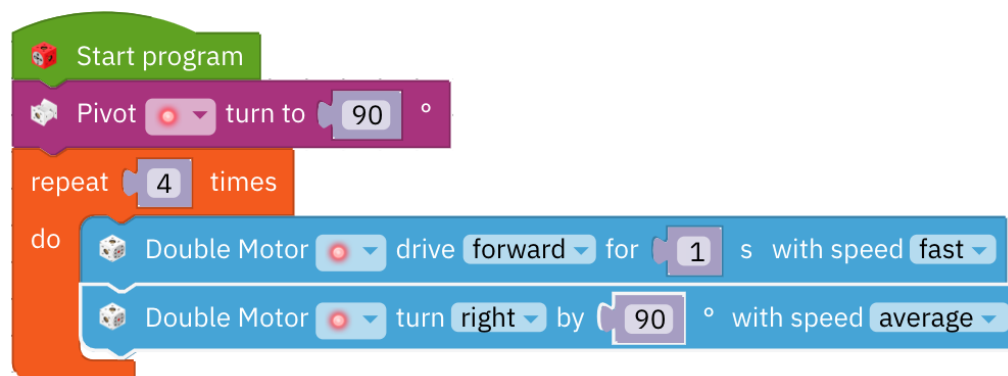 Start program
Pivot turn to 90 °
repeat 4 times
do
Double Motor drive forward for 1 s with speed fast
Double Motor turn right by 90 ° with speed average